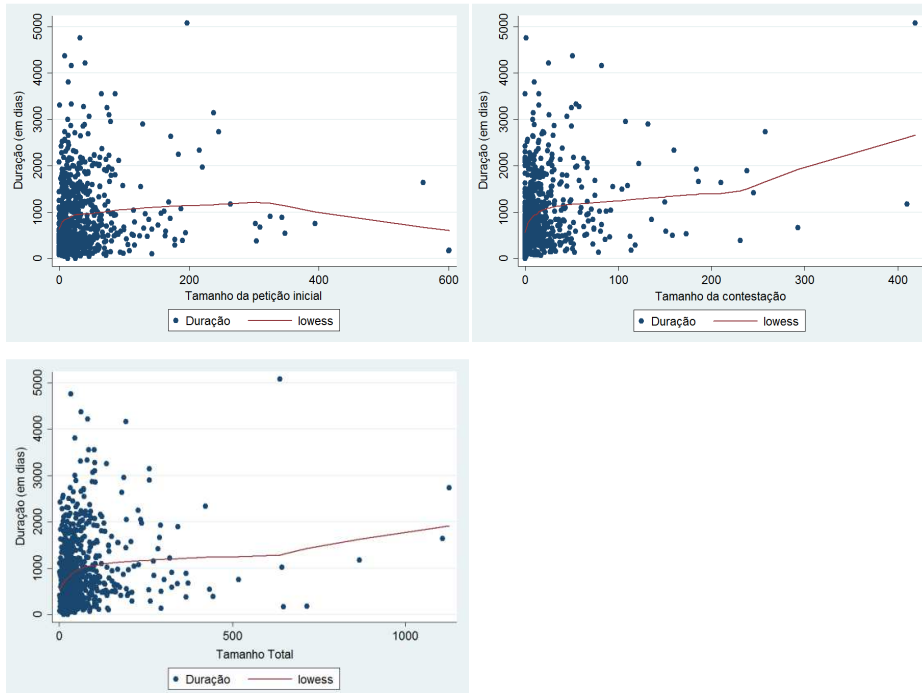 Duração (em dias)
5000
4000
3000
2000
1000
0
0 200 400 600
Tamanho da petição inicial
Duração lowess
Duração (em dias)
5000
4000
3000
2000
1000
0
0 100 200 300 400
Tamanho da contestação
Duração lowess
Duração (em dias)
5000
4000
3000
2000
1000
0
0 500 1000
Tamanho Total
Duração lowess